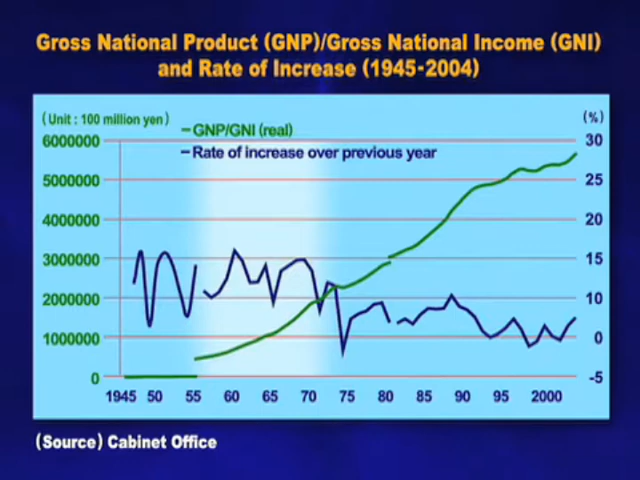 Gross National Product (GNP)/Gross National Income (GNI)
and Rate of Increase (1945-2004)
(Unit : 100 million yen)
(%)
GNP/GNI (real)
Rate of increase over previous year
6000000
5000000
4000000
3000000
2000000
1000000
0
30
25
20
15
10
0
-5
1945 50 55 60 65 70 75 80 85 90 95 2000
(Source) Cabinet Office